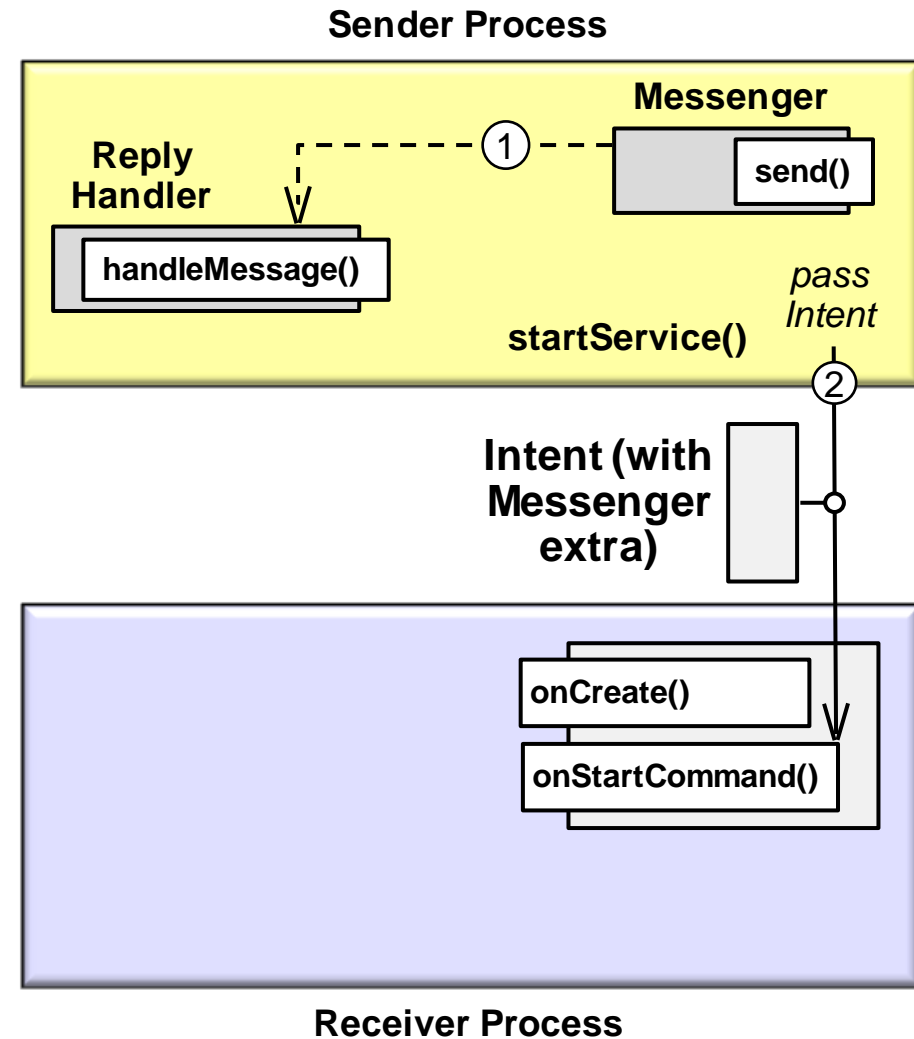 Sender Process
Messenger
1
send()
Reply
Handler
handleMessage()
pass
Intent
startService()
2
Intent (with
Messenger
extra)
onCreate()
onStartCommand()
Receiver Process